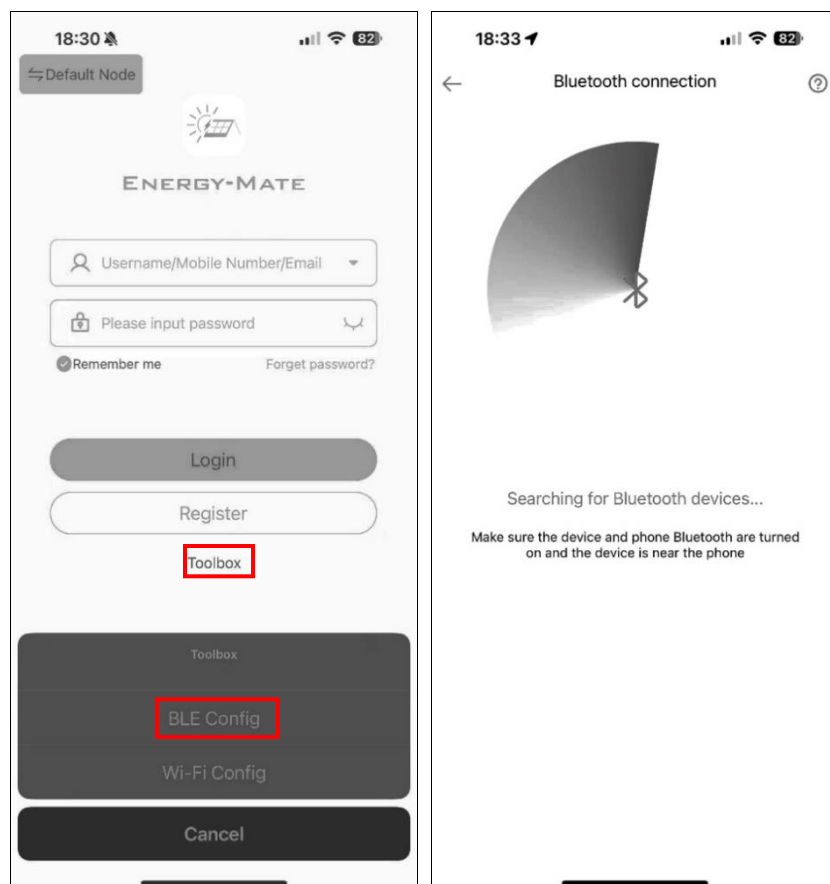 18:30
82
Default Node
ENERGY-MATE
Username/Mobile Number/Email
Please input password
Remember me
Forget password?
Login
Register
Toolbox
Toolbox
BLE Config
Wi-Fi Config
Cancel
18:33
82
Bluetooth connection
Searching for Bluetooth devices...
Make sure the device and phone Bluetooth are turned
on and the device is near the phone